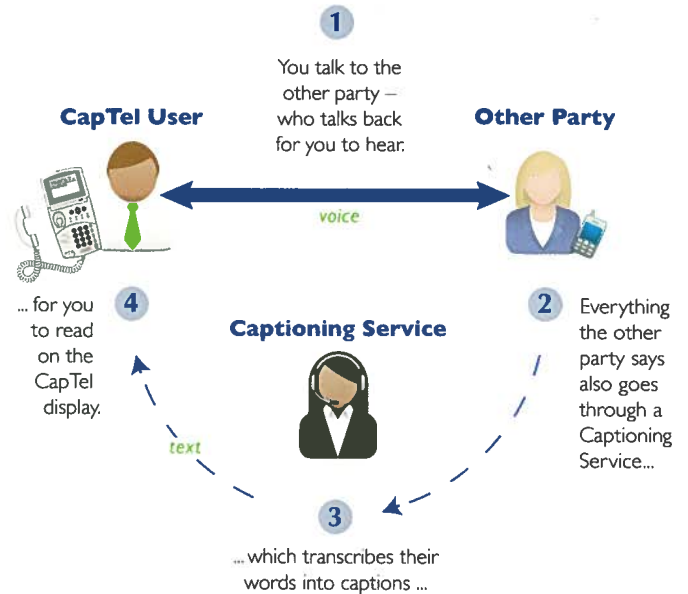 1
You talk to the
other party –
who talks back
for you to hear.
CapTel User
Other Party
voice
2
Everything
the other
party says
also goes
through a
Captioning
Service...
Captioning Service
3
... which transcribes their
words into captions ...
text
4
... for you
to read
on the
CapTel
display.